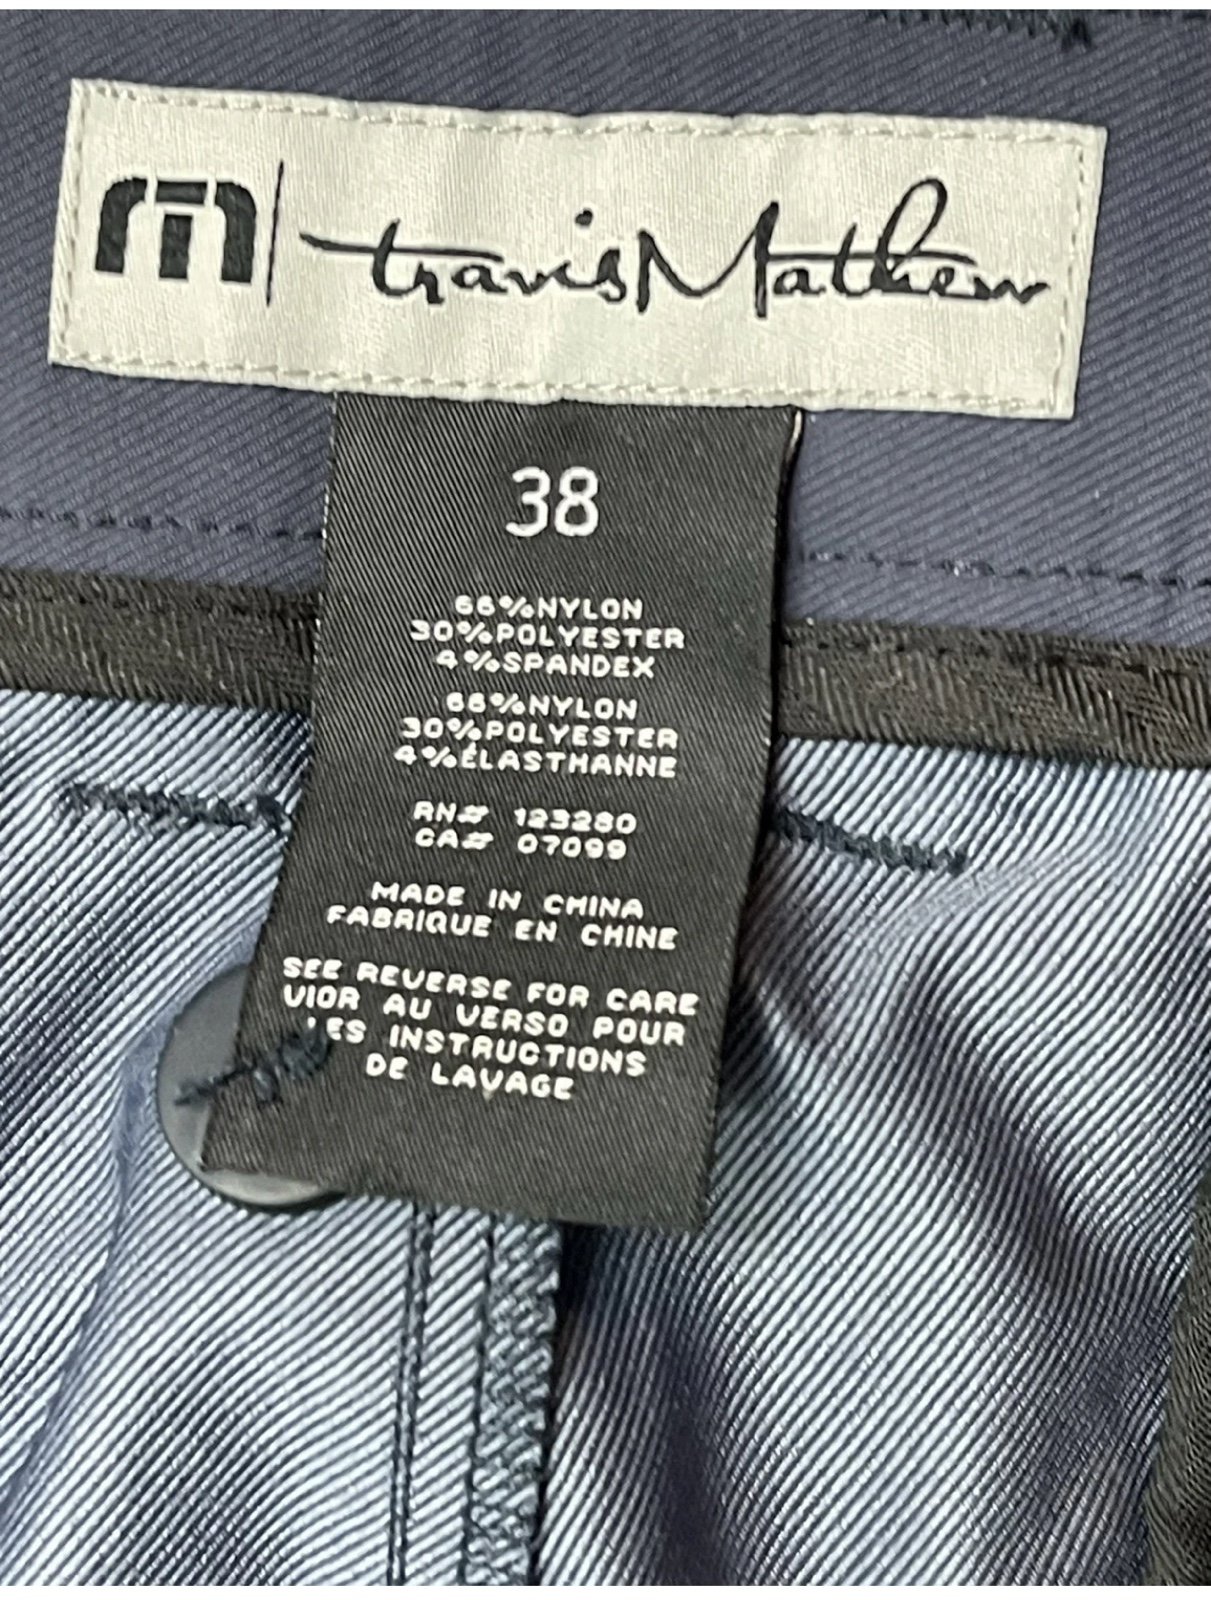 travisMathew
38
66%NYLON
30%POLYESTER
4%SPANDEX
66%NYLON
30%POLYESTER
4%ÉLASTHANNE
RN# 123280
CA# 07099
MADE IN CHINA
FABRIQUE EN CHINE
SEE REVERSE FOR CARE
VIOR AU VERSO POUR
LES INSTRUCTIONS
DE LAVAGE